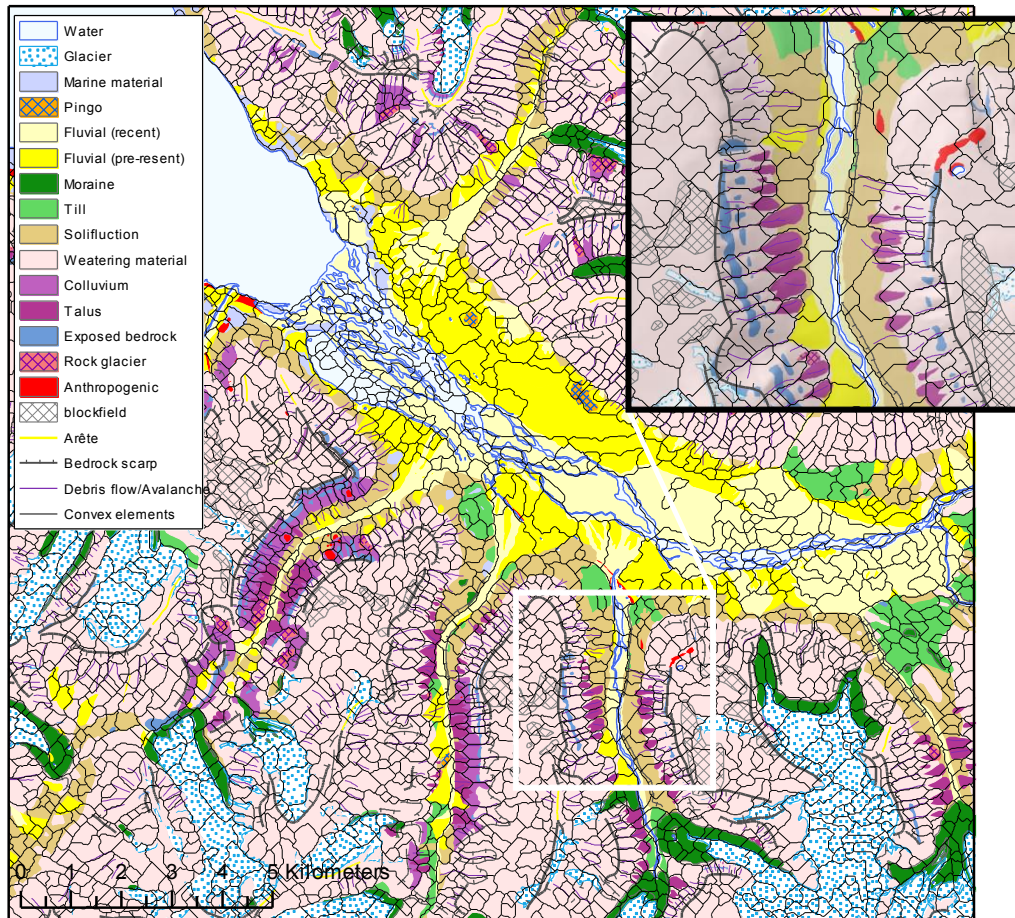 Water
Glacier
Marine material
Pingo
Fluvial (recent)
Fluvial (pre-resent)
Moraine
Till
Solifluction
Weatering material
Colluvium
Talus
Exposed bedrock
Rock glacier
Anthropogenic
blockfield
Arête
Bedrock scarp
Debris flow/Avalanche
Convex elements
0 1 2 3 4 5 Kilometers